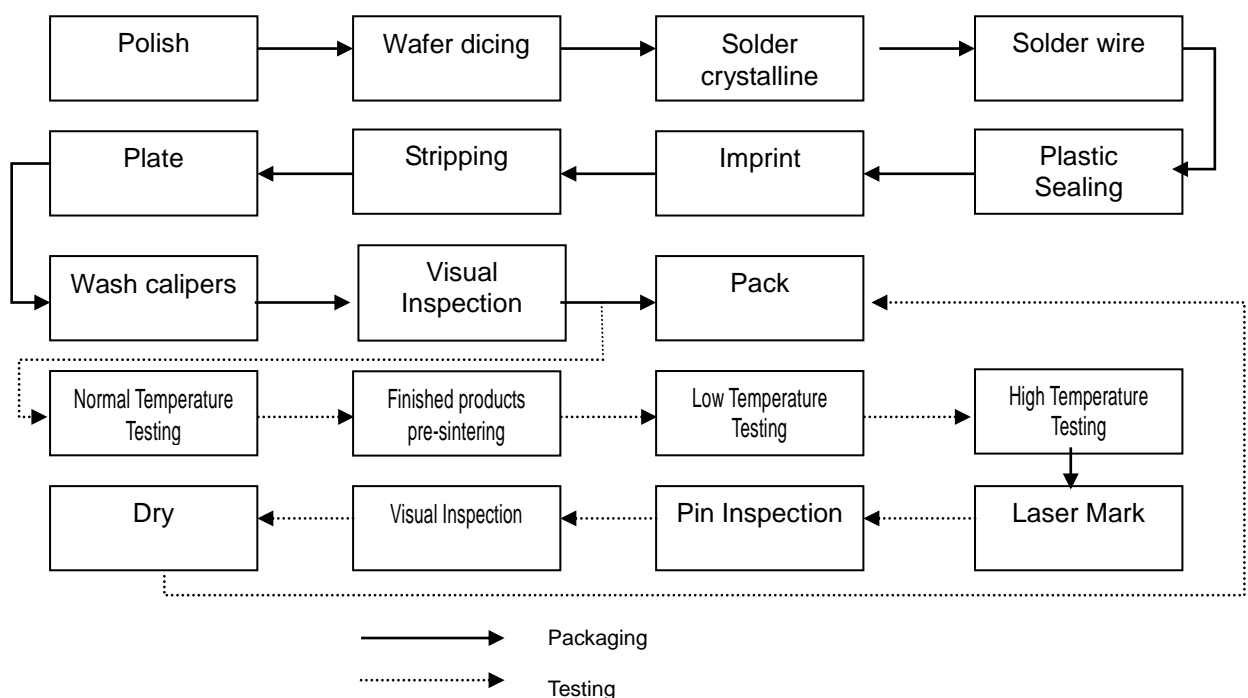 Polish
Wafer dicing
Solder
crystalline
Solder wire
Plate
Stripping
Imprint
Plastic
Sealing
Wash calipers
Visual
Inspection
Pack
Normal Temperature
Testing
Finished products
pre-sintering
Low Temperature
Testing
High Temperature
Testing
Dry
Visual Inspection
Pin Inspection
Laser Mark
Packaging
Testing